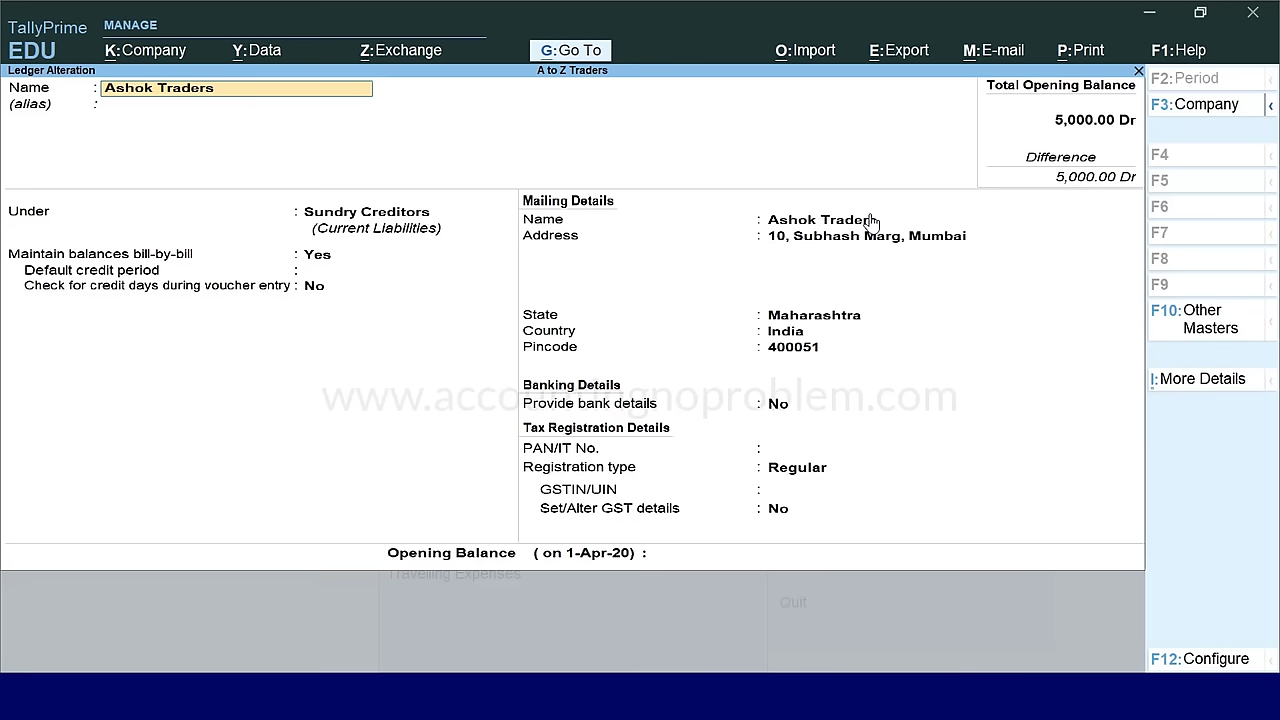 TallyPrime
EDU
MANAGE
K:Company Y:Data Z:Exchange G:Go To O:Import E:Export M:E-mail P:Print F1:Help
Ledger Alteration A to Z Traders
Name : Ashok Traders
(alias) :
Total Opening Balance
5,000.00 Dr
Difference
5,000.00 Dr
Under : Sundry Creditors
(Current Liabilities)
Maintain balances bill-by-bill : Yes
Default credit period :
Check for credit days during voucher entry : No
Mailing Details
Name : Ashok Traders
Address : 10, Subhash Marg, Mumbai
State : Maharashtra
Country : India
Pincode : 400051
www.accountingnoproblem.com
Banking Details
Provide bank details : No
Tax Registration Details
PAN/IT No. :
Registration type : Regular
GSTIN/UIN :
Set/Alter GST details : No
Opening Balance ( on 1-Apr-20) :
Travelling Expenses
Quit
F2:Period
F3:Company
F4
F5
F6
F7
F8
F9
F10:Other
Masters
I:More Details
F12:Configure